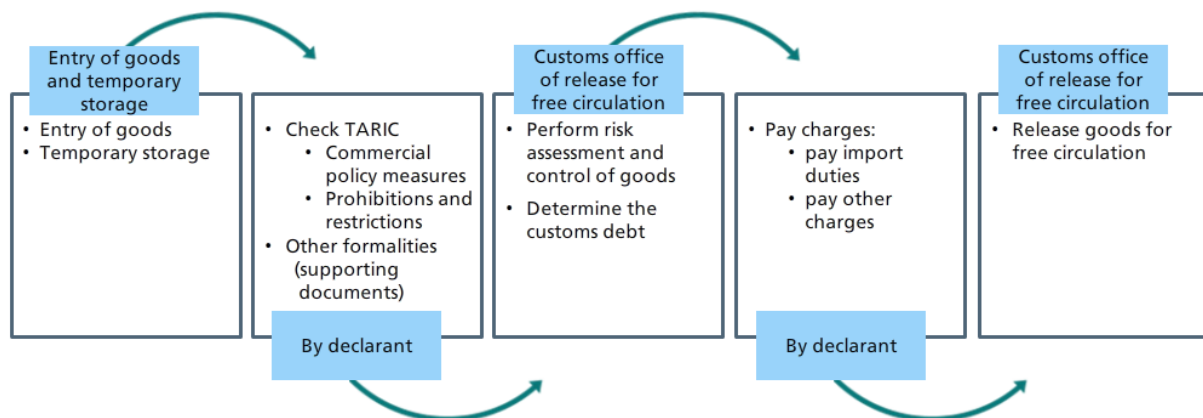 Entry of goods
and temporary
storage
• Entry of goods
• Temporary storage
• Check TARIC
• Commercial
policy measures
• Prohibitions and
restrictions
• Other formalities
(supporting
documents)
By declarant
Customs office
of release for
free circulation
• Perform risk
assessment and
control of goods
• Determine the
customs debt
• Pay charges:
• pay import
duties
• pay other
charges
By declarant
Customs office
of release for
free circulation
• Release goods for
free circulation